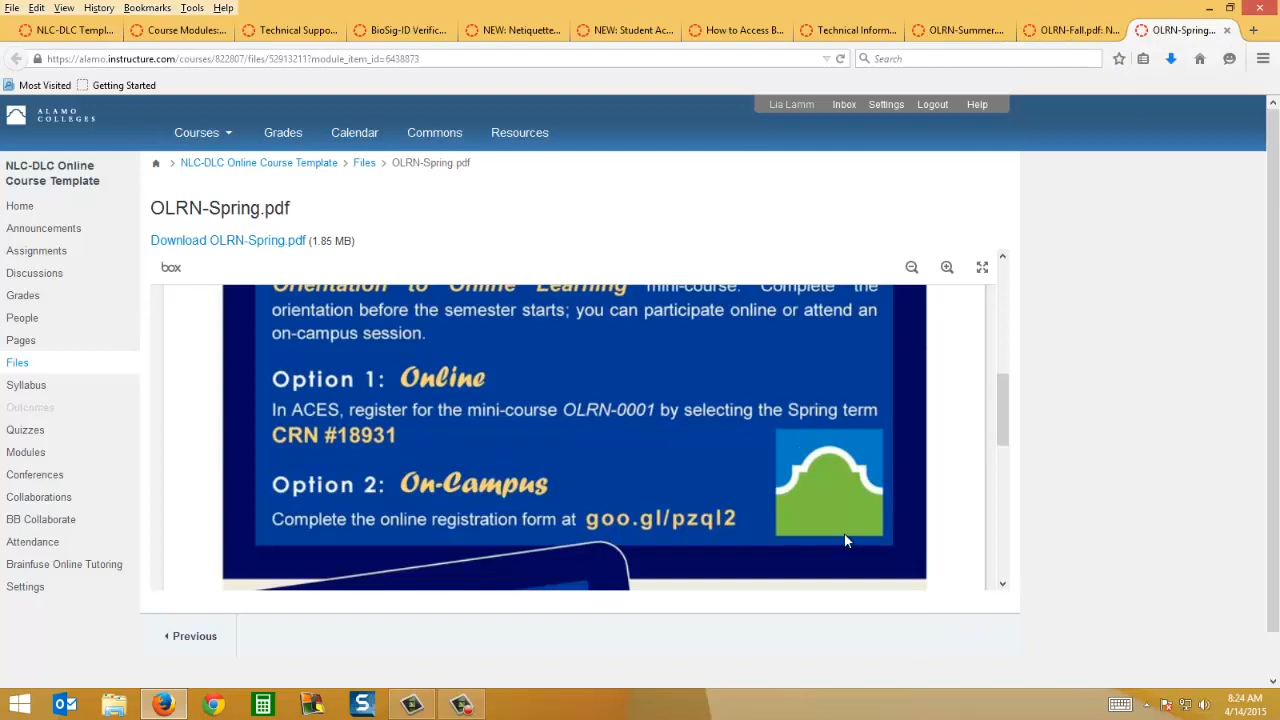 File Edit View History Bookmarks Tools Help
NLC-DLC Templ... Course Modules:... Technical Suppo... BioSig-ID Verific... NEW: Netiquette... NEW: Student Ac... How to Access B... Technical Inform... OLRN-Summer... OLRN-Fall.pdf: N... OLRN-Spring...
https://alamo.instructure.com/courses/822807/files/52913211?module_item_id=6438873 Search
Most Visited Getting Started
ALAMO
COLLEGES
Lia Lamm Inbox Settings Logout Help
Courses Grades Calendar Commons Resources
NLC-DLC Online
Course Template
Home
Announcements
Assignments
Discussions
Grades
People
Pages
Files
Syllabus
Outcomes
Quizzes
Modules
Conferences
Collaborations
BB Collaborate
Attendance
Brainfuse Online Tutoring
Settings
NLC-DLC Online Course Template > Files > OLRN-Spring.pdf
OLRN-Spring.pdf
Download OLRN-Spring.pdf (1.85 MB)
box
Orientation to Online Learning mini-course. Complete the
orientation before the semester starts; you can participate online or attend an
on-campus session.
Option 1: Online
In ACES, register for the mini-course OLRN-0001 by selecting the Spring term
CRN #18931
Option 2: On-Campus
Complete the online registration form at goo.gl/pzql2
Previous
8:24 AM
4/14/2015